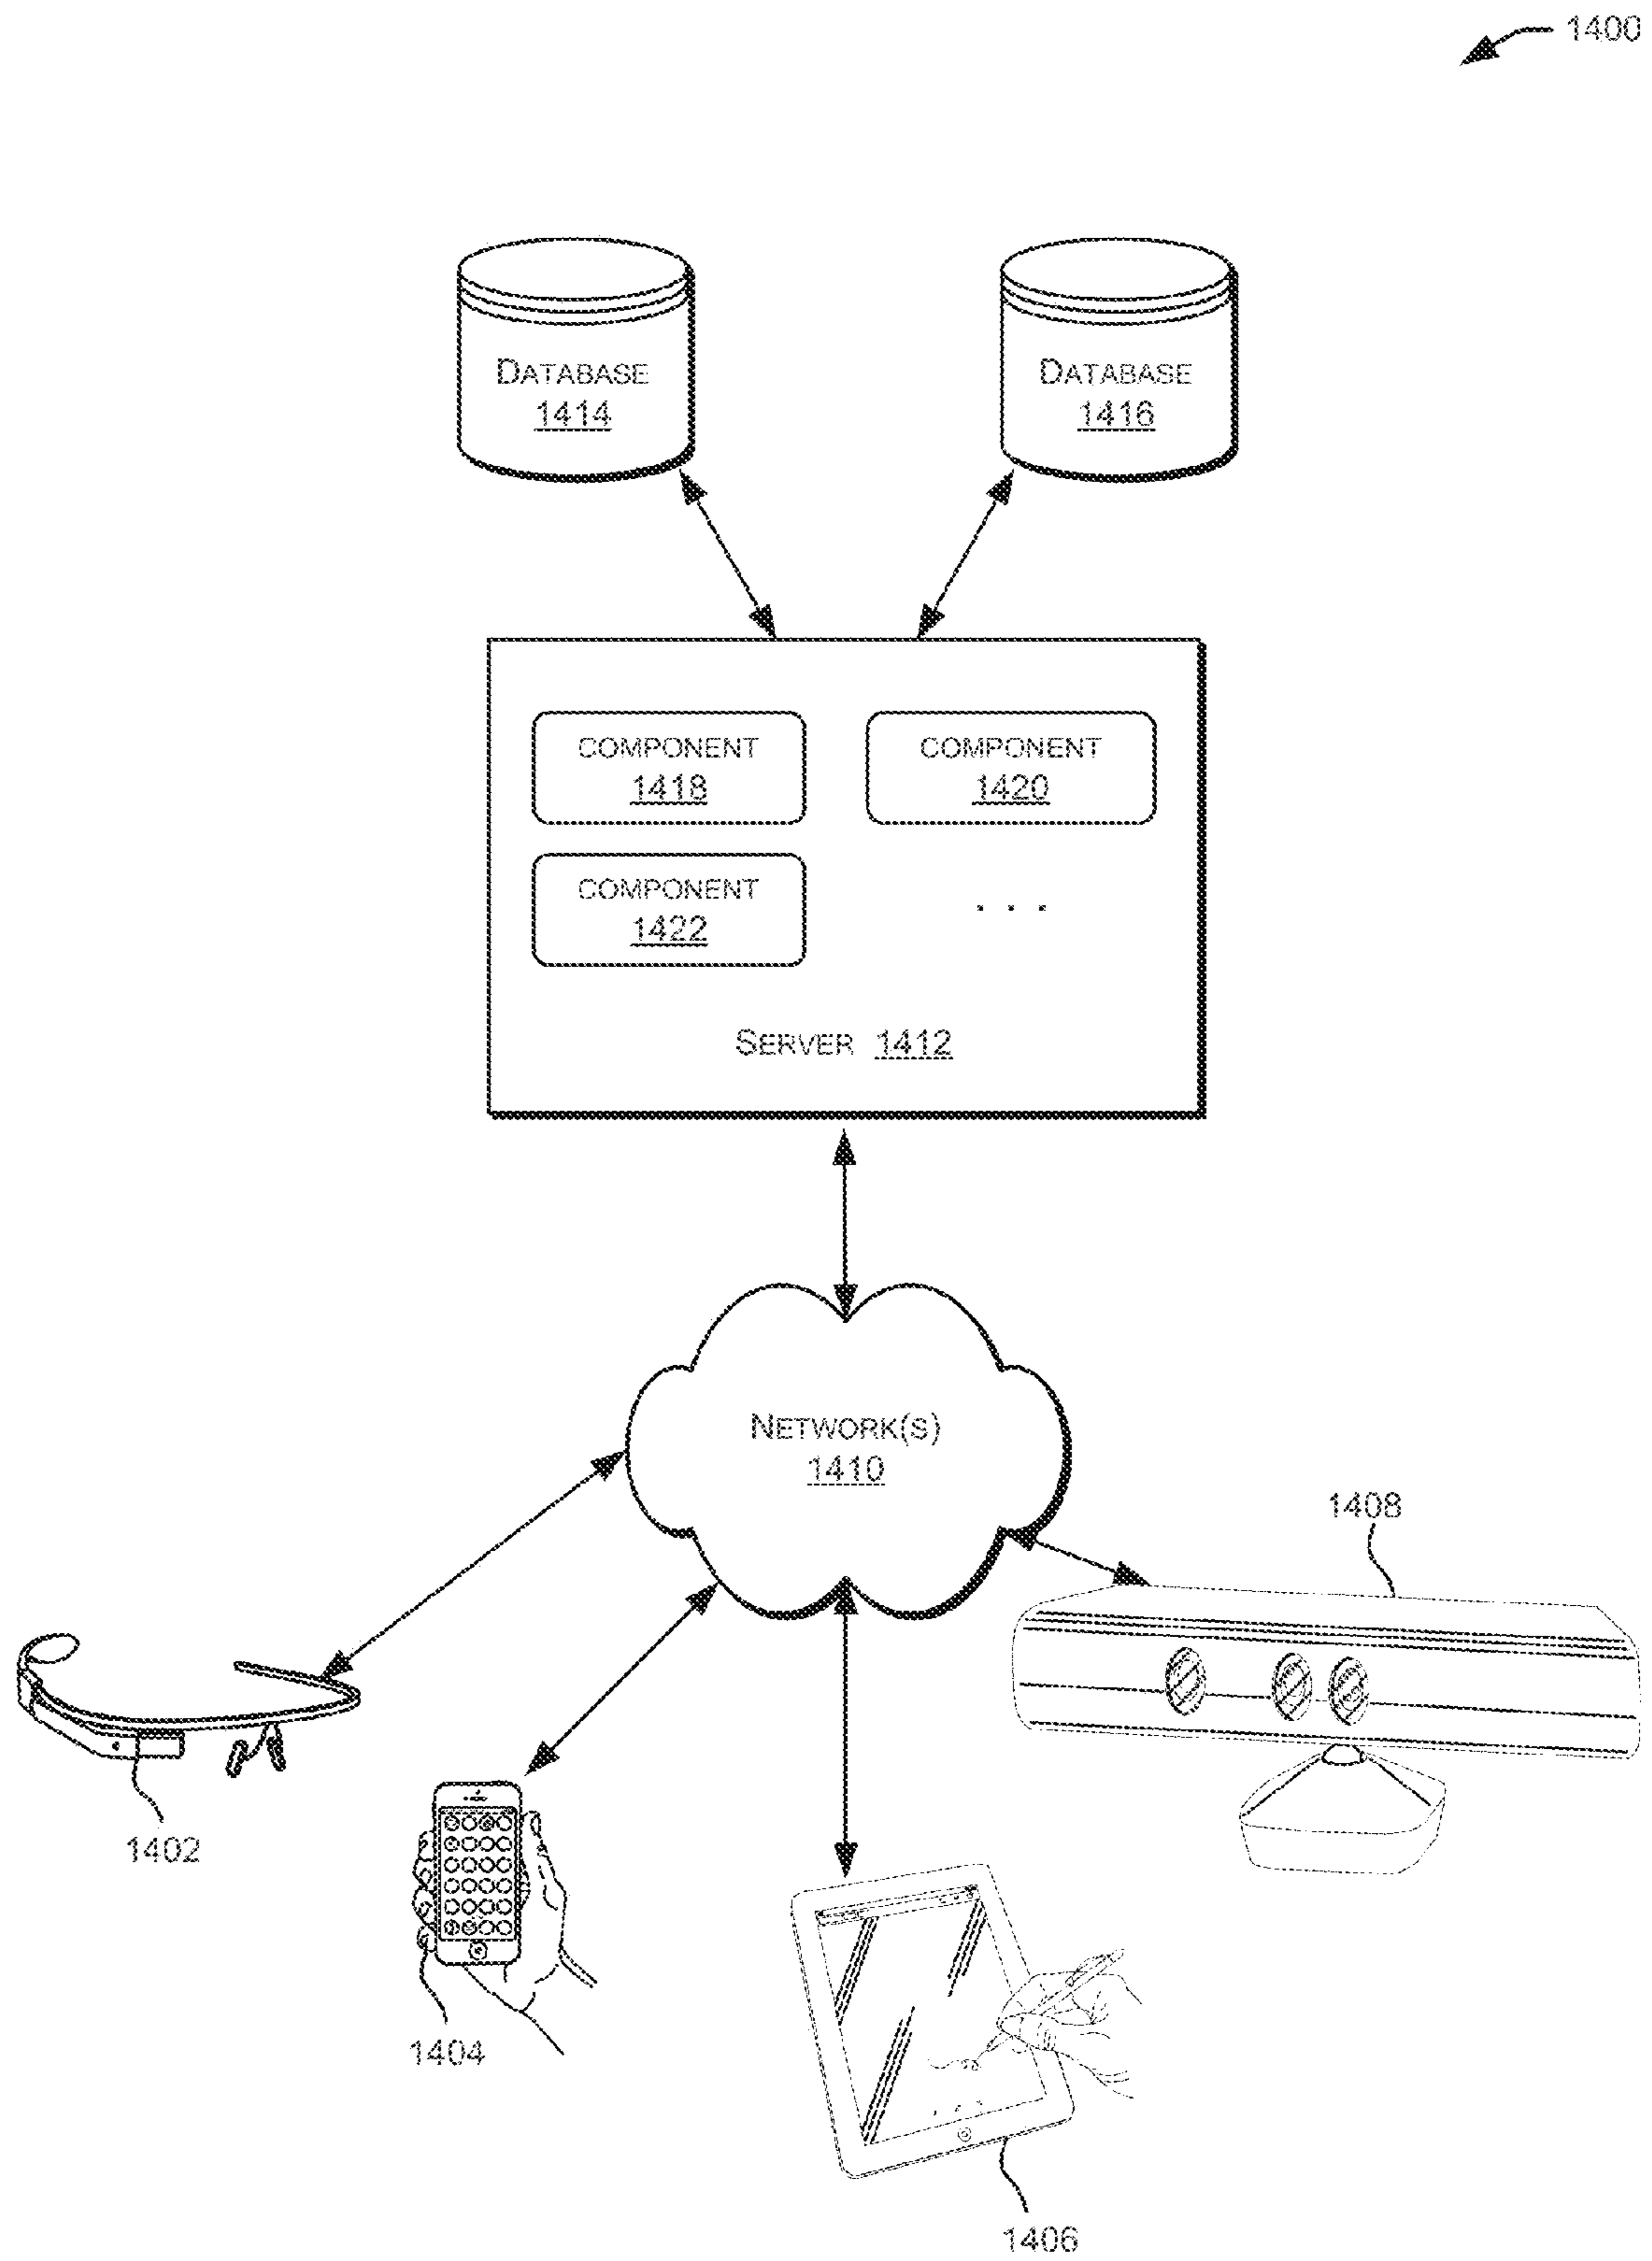 1400
DATABASE
1414
DATABASE
1416
COMPONENT
1418
COMPONENT
1420
COMPONENT
1422
. . .
SERVER 1412
NETWORK(S)
1410
1408
1402
1404
1406